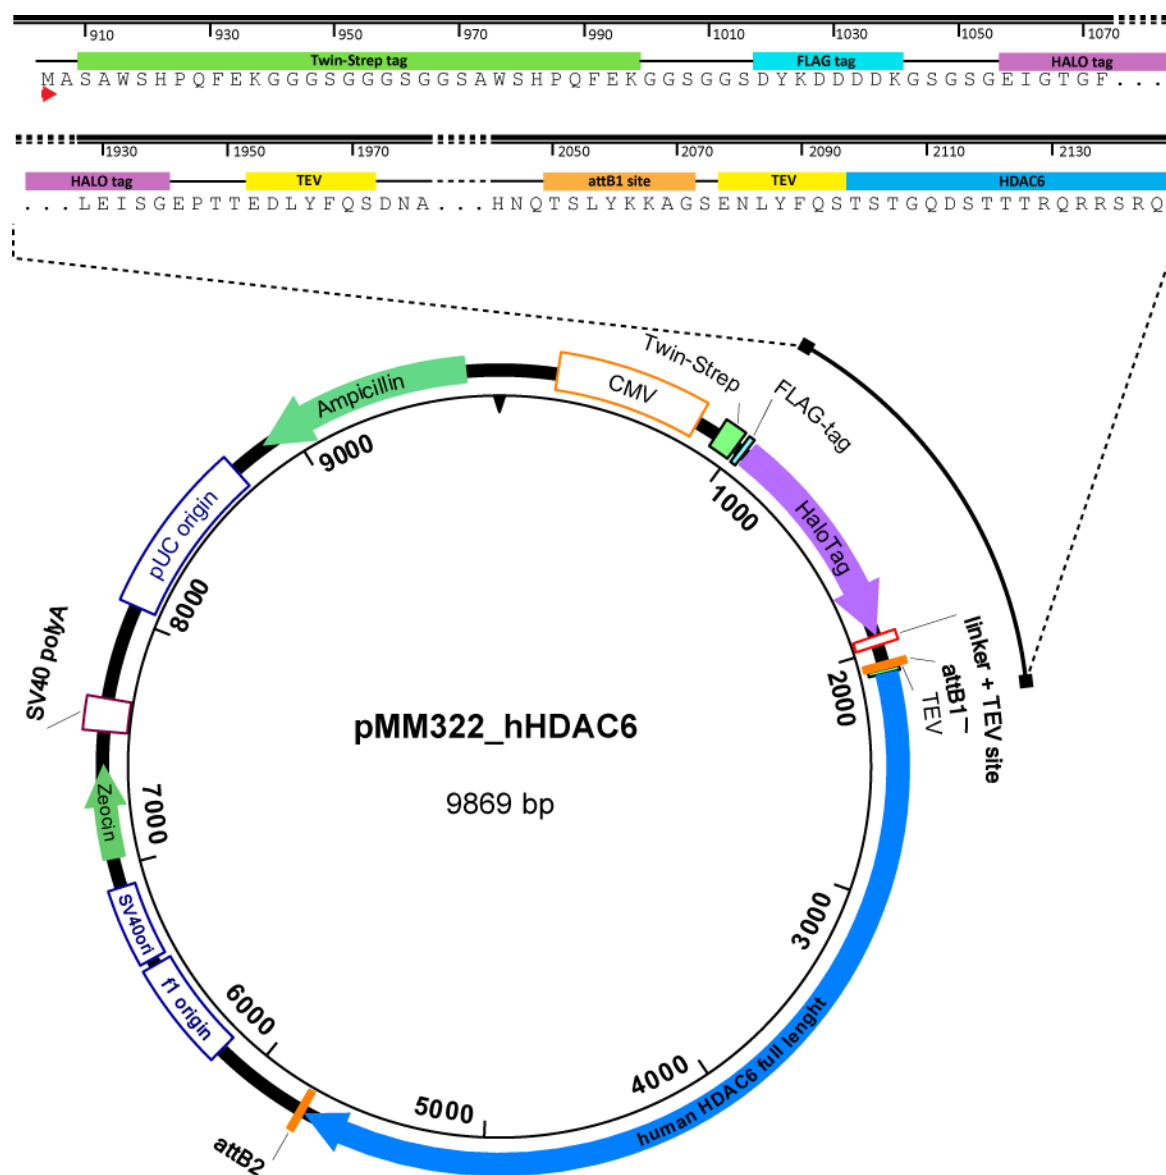 910 930 950 970 990 1010 1030 1050 1070
Twin-Strep tag FLAG tag HALO tag
M A S A W S H P Q F E K G G G S G G G S G G S A W S H P Q F E K G G S G G S D Y K D D D D K G S G S G E I G T G F . . .
1930 1950 1970 2050 2070 2090 2110 2130
HALO tag TEV attB1 site TEV HDAC6
. . . L E I S G E P T T E D L Y F Q S D N A . . . H N Q T S L Y K K A G S E N L Y F Q S T S T G Q D S T T T R Q R R S R Q
Twin-Strep
FLAG-tag
CMV
Ampicillin
9000
1000
HaloTag
pUC origin
8000
linker + TEV site
attB1
TEV
2000
SV40 polyA
pMM322_hHDAC6
9869 bp
Zeocin
7000
3000
SV40ori
f1 origin
6000
human HDAC6 full lenght
4000
5000
attB2